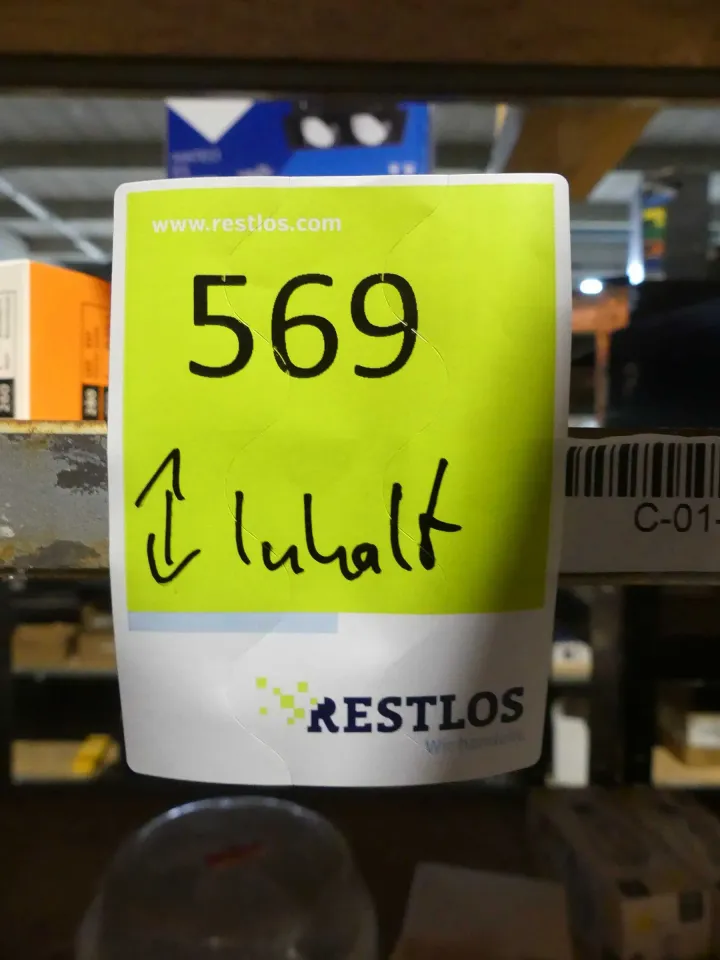 www.restlos.com
569
↕ Inhalt
C-01-
RESTLOS